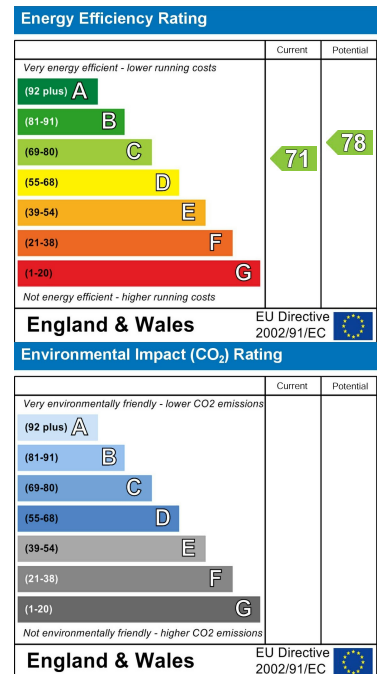 Energy Efficiency Rating
Current Potential
Very energy efficient - lower running costs
(92 plus) A
(81-91) B
(69-80) C
(55-68) D
(39-54) E
(21-38) F
(1-20) G
71
78
Not energy efficient - higher running costs
England & Wales
EU Directive
2002/91/EC
Environmental Impact (CO₂) Rating
Current Potential
Very environmentally friendly - lower CO2 emissions
(92 plus) A
(81-91) B
(69-80) C
(55-68) D
(39-54) E
(21-38) F
(1-20) G
Not environmentally friendly - higher CO2 emissions
England & Wales
EU Directive
2002/91/EC